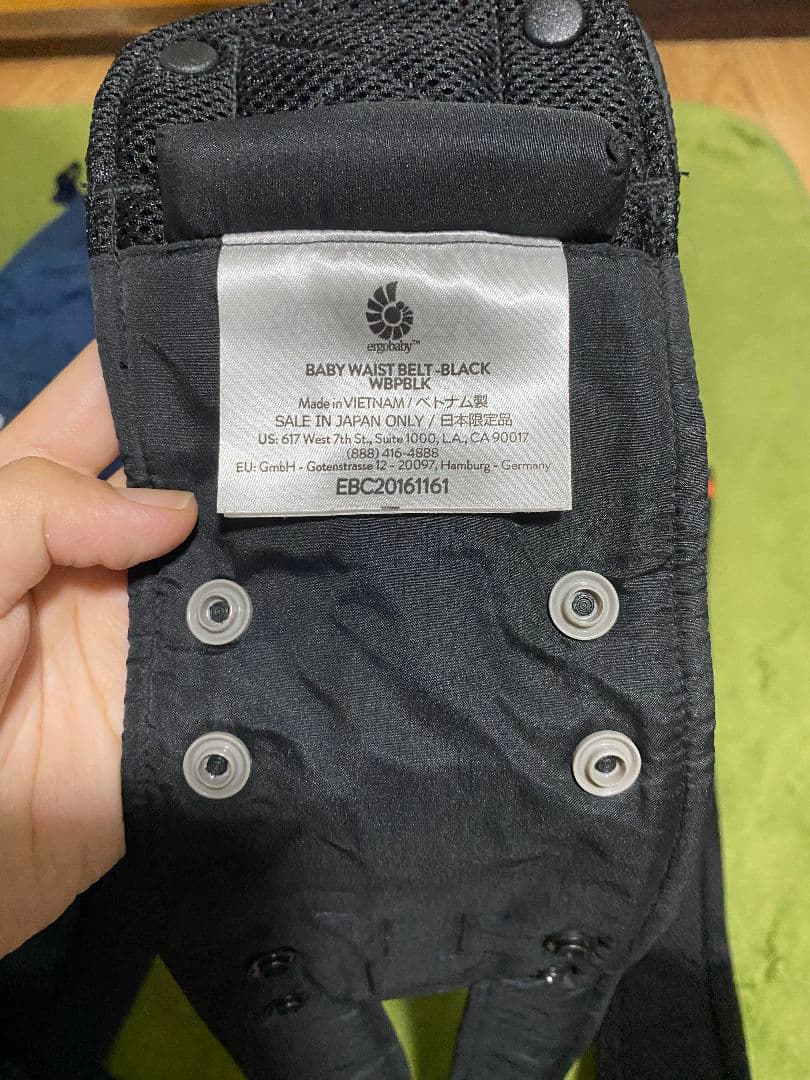 ergobaby™
BABY WAIST BELT -BLACK
WBPBLK
Made in VIETNAM / ベトナム製
SALE IN JAPAN ONLY / 日本限定品
US: 617 West 7th St., Suite 1000, L.A., CA 90017
(888) 416-4888
EU: GmbH - Gotenstrasse 12 - 20097, Hamburg - Germany
EBC20161161